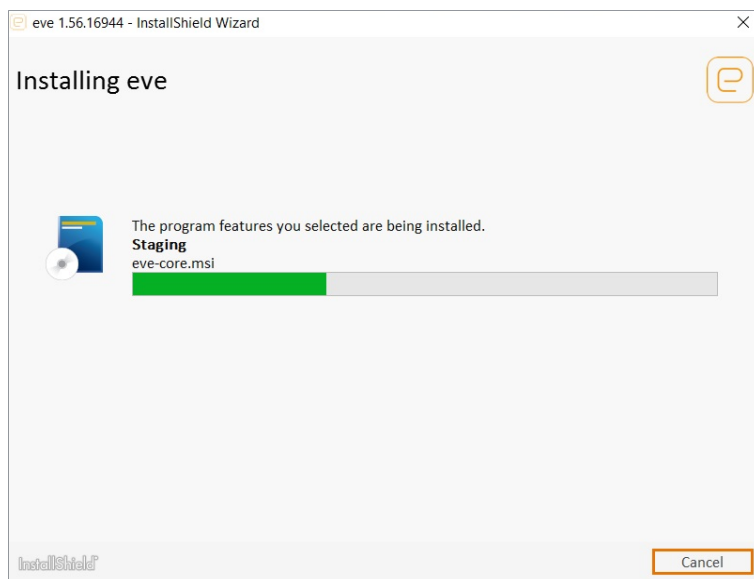 eve 1.56.16944 - InstallShield Wizard
Installing eve
The program features you selected are being installed.
Staging
eve-core.msi
InstallShield™
Cancel